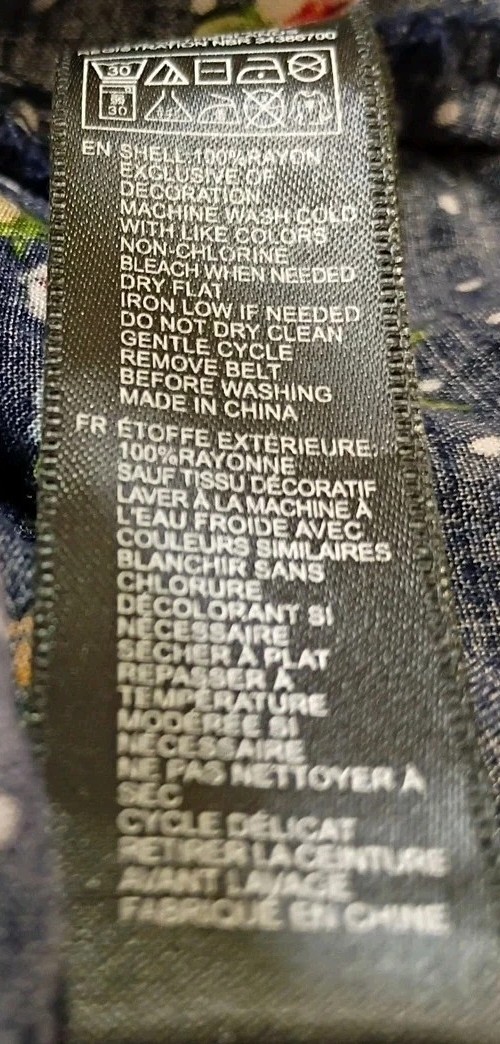 REGISTRATION NBR 34365700
30
30
EN SHELL:100%RAYON
EXCLUSIVE OF
DECORATION
MACHINE WASH COLD
WITH LIKE COLORS
NON-CHLORINE
BLEACH WHEN NEEDED
DRY FLAT
IRON LOW IF NEEDED
DO NOT DRY CLEAN
GENTLE CYCLE
REMOVE BELT
BEFORE WASHING
MADE IN CHINA
FR ÉTOFFE EXTÉRIEURE:
100%RAYONNE
SAUF TISSU DÉCORATIF
LAVER À LA MACHINE À
L'EAU FROIDE AVEC
COULEURS SIMILAIRES
BLANCHIR SANS
CHLORURE
DÉCOLORANT SI
NÉCESSAIRE
SÉCHER À PLAT
REPASSER À
TEMPÉRATURE
MODÉRÉE SI
NÉCESSAIRE
NE PAS NETTOYER À
SEC
CYCLE DÉLICAT
RETIRER LA CEINTURE
AVANT LAVAGE
FABRIQUÉ EN CHINE